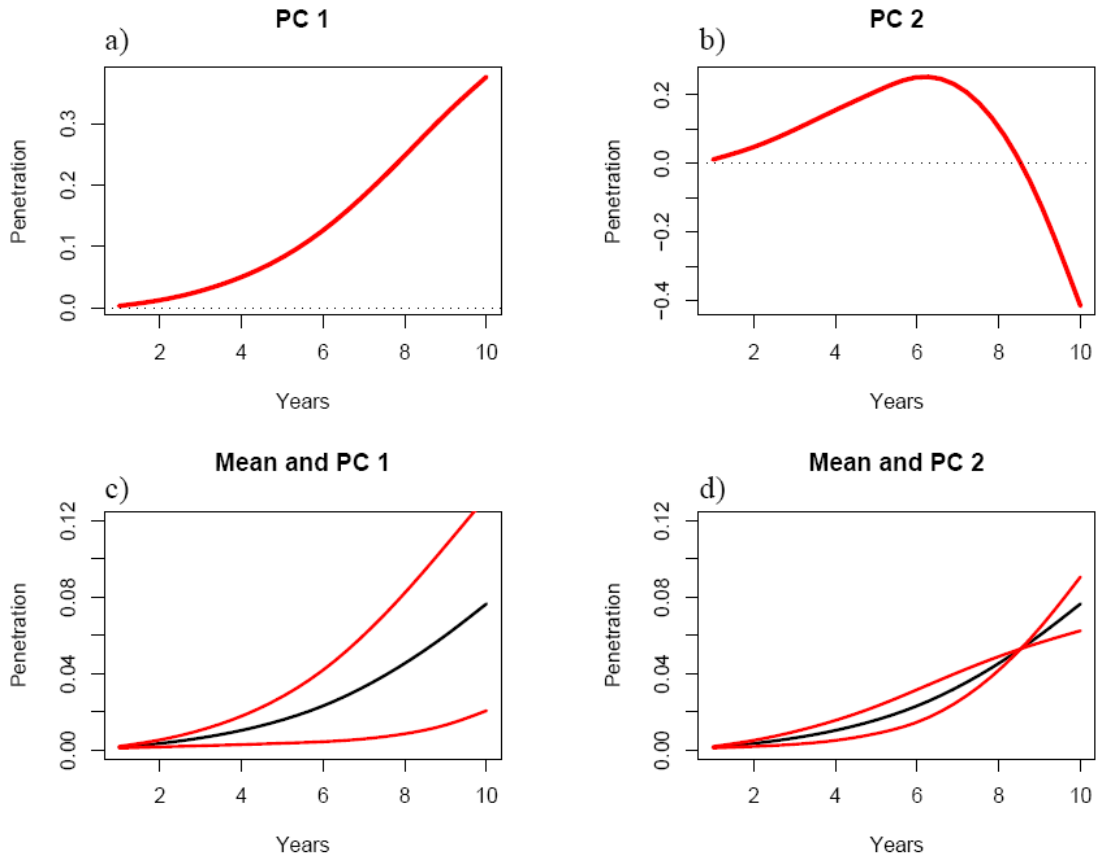 PC 1
a)
Penetration
0.3
0.2
0.1
0.0
2 4 6 8 10
Years
PC 2
b)
Penetration
0.2
0.0
−0.2
−0.4
2 4 6 8 10
Years
Mean and PC 1
c)
Penetration
0.12
0.08
0.04
0.00
2 4 6 8 10
Years
Mean and PC 2
d)
Penetration
0.12
0.08
0.04
0.00
2 4 6 8 10
Years